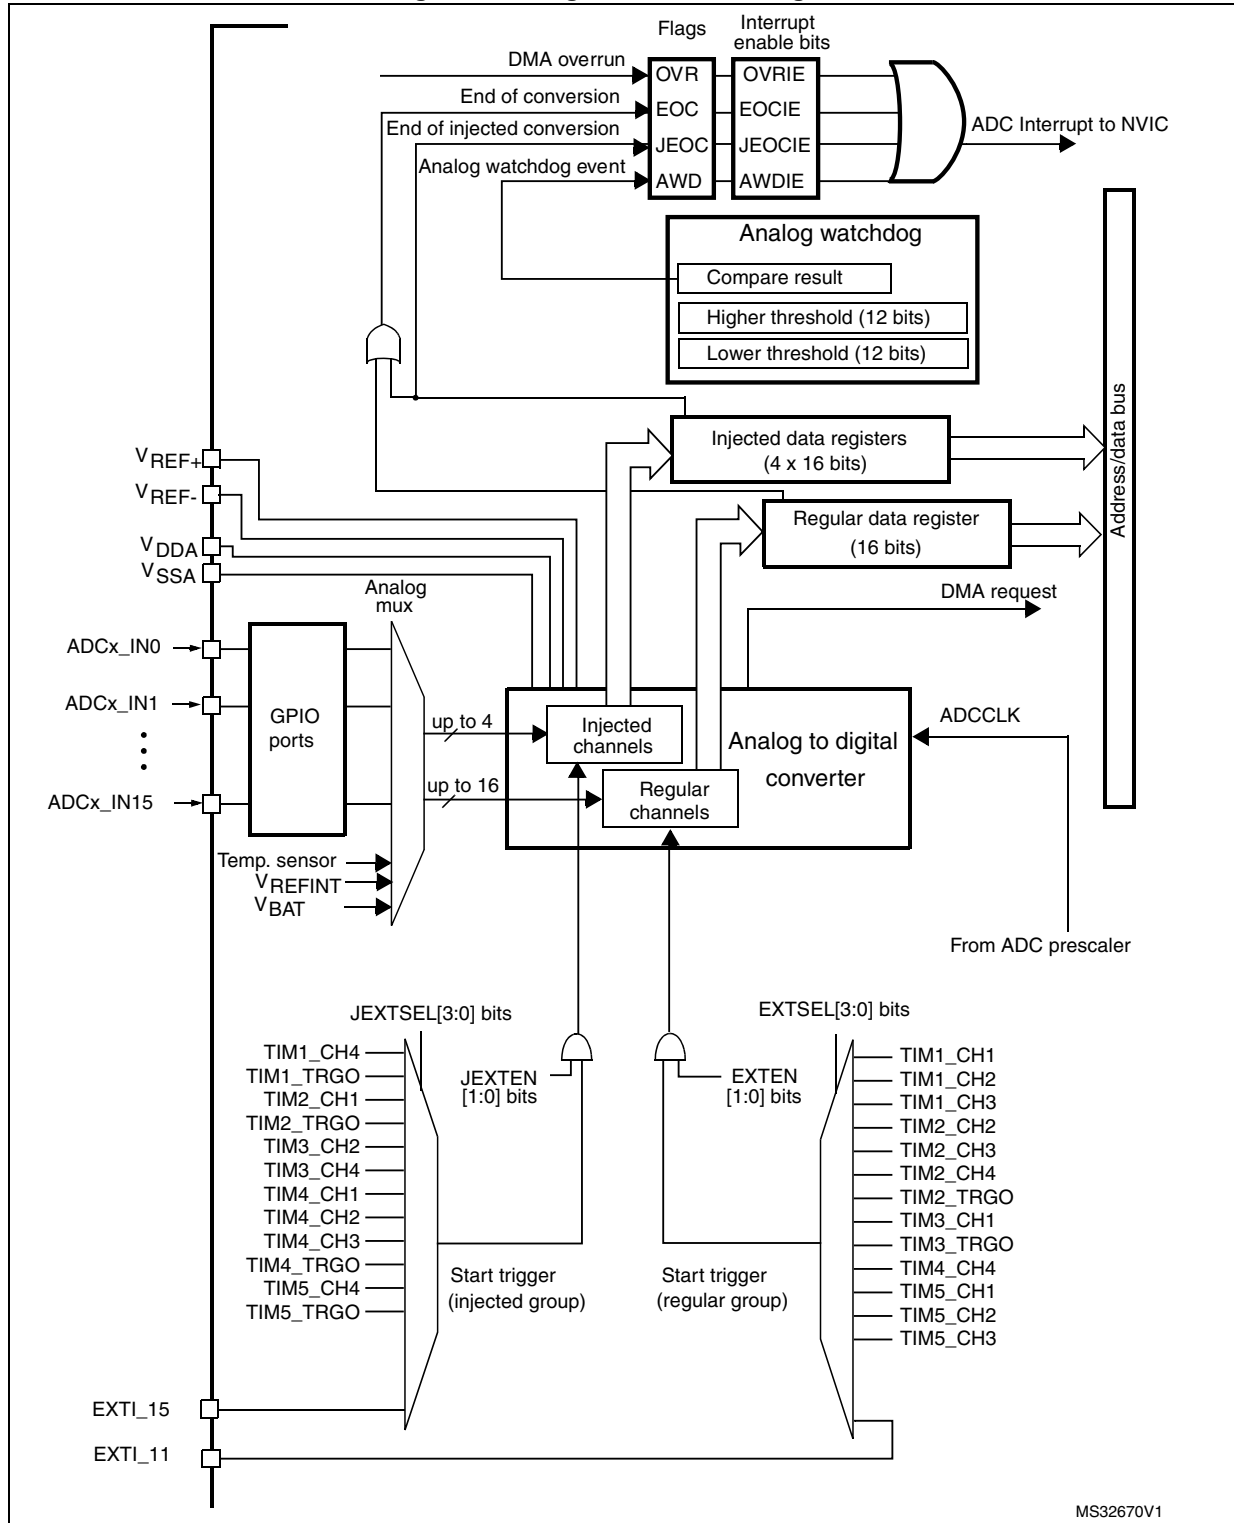 Flags
Interrupt
enable bits
DMA overrun
OVR
OVRIE
End of conversion
EOC
EOCIE
End of injected conversion
JEOC
JEOCIE
ADC Interrupt to NVIC
Analog watchdog event
AWD
AWDIE
Analog watchdog
Compare result
Higher threshold (12 bits)
Lower threshold (12 bits)
Address/data bus
Injected data registers
(4 x 16 bits)
VREF+
VREF-
Regular data register
(16 bits)
VDDA
VSSA
Analog
mux
DMA request
ADCx_IN0
ADCx_IN1
ADCx_IN15
GPIO
ports
up to 4
up to 16
Injected
channels
Regular
channels
Analog to digital
converter
ADCCLK
Temp. sensor
VREFINT
VBAT
From ADC prescaler
JEXTSEL[3:0] bits
EXTSEL[3:0] bits
JEXTEN
[1:0] bits
EXTEN
[1:0] bits
TIM1_CH4
TIM1_TRGO
TIM2_CH1
TIM2_TRGO
TIM3_CH2
TIM3_CH4
TIM4_CH1
TIM4_CH2
TIM4_CH3
TIM4_TRGO
TIM5_CH4
TIM5_TRGO
Start trigger
(injected group)
Start trigger
(regular group)
TIM1_CH1
TIM1_CH2
TIM1_CH3
TIM2_CH2
TIM2_CH3
TIM2_CH4
TIM2_TRGO
TIM3_CH1
TIM3_TRGO
TIM4_CH4
TIM5_CH1
TIM5_CH2
TIM5_CH3
EXTI_15
EXTI_11
MS32670V1